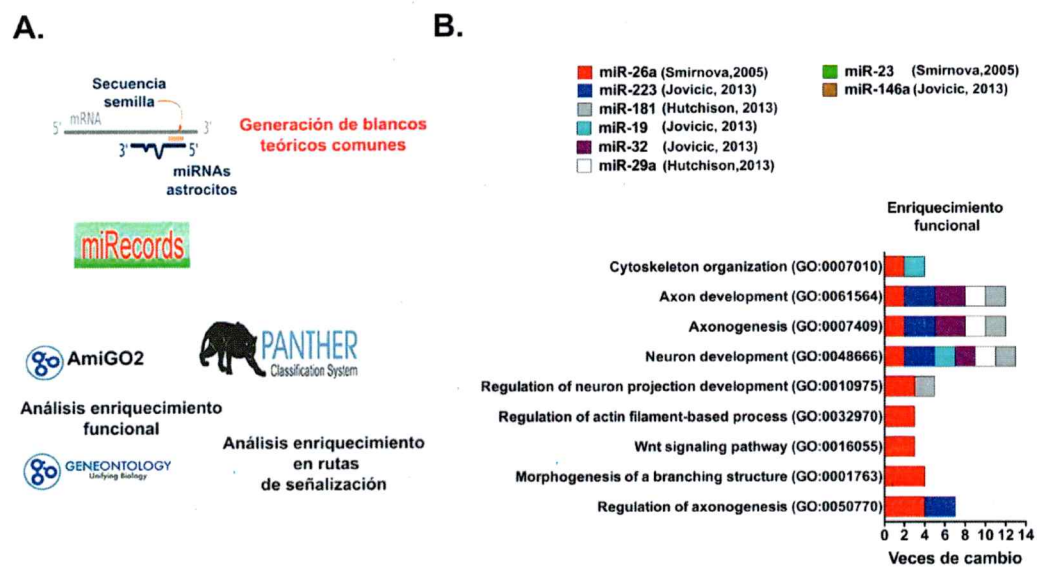 A.
Secuencia
semilla
5' mRNA 3'
3' 5'
miRNAs
astrocitos
Generación de blancos
teóricos comunes
miRecords
AmiGO2
PANTHER
Classification System
Análisis enriquecimiento
funcional
GENEONTOLOGY
Unifying Biology
Análisis enriquecimiento
en rutas
de señalización
B.
miR-26a (Smirnova,2005)
miR-223 (Jovicic, 2013)
miR-181 (Hutchison, 2013)
miR-19 (Jovicic, 2013)
miR-32 (Jovicic, 2013)
miR-29a (Hutchison,2013)
miR-23 (Smirnova,2005)
miR-146a (Jovicic, 2013)
Enriquecimiento
funcional
Cytoskeleton organization (GO:0007010)
Axon development (GO:0061564)
Axonogenesis (GO:0007409)
Neuron development (GO:0048666)
Regulation of neuron projection development (GO:0010975)
Regulation of actin filament-based process (GO:0032970)
Wnt signaling pathway (GO:0016055)
Morphogenesis of a branching structure (GO:0001763)
Regulation of axonogenesis (GO:0050770)
0 2 4 6 8 10 12 14
Veces de cambio